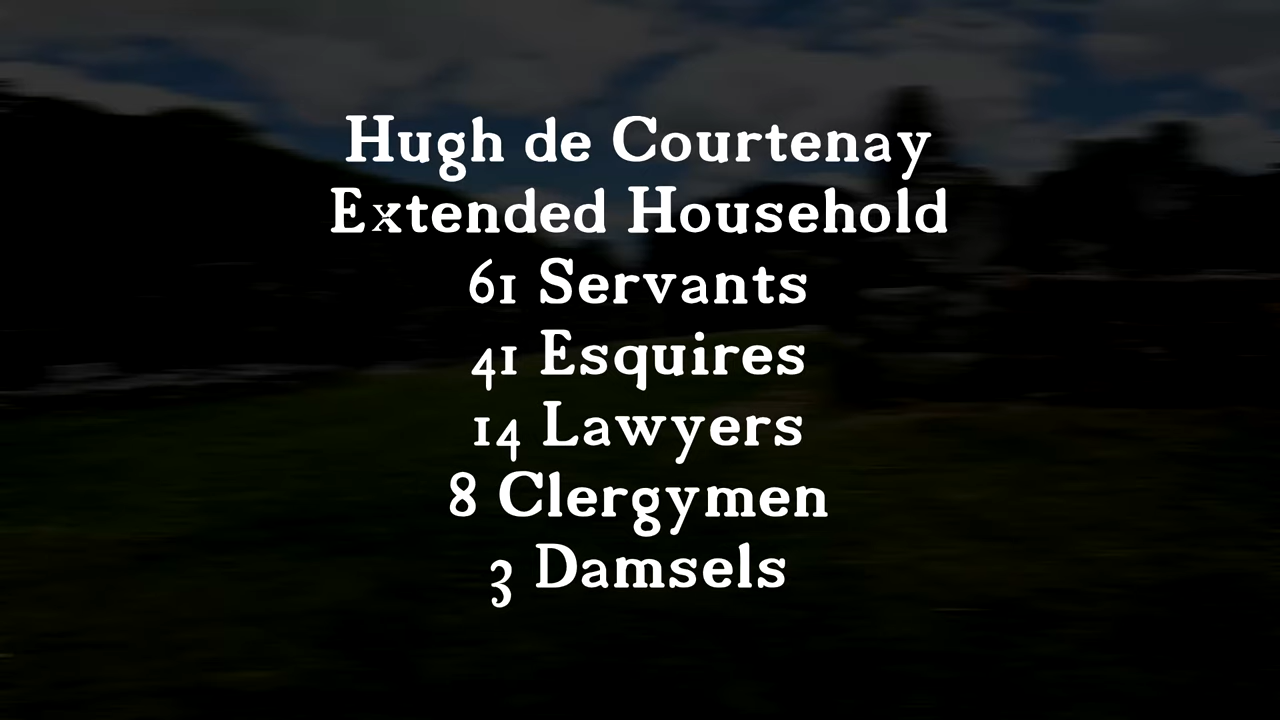 Hugh de Courtenay
Extended Household
61 Servants
41 Esquires
14 Lawyers
8 Clergymen
3 Damsels